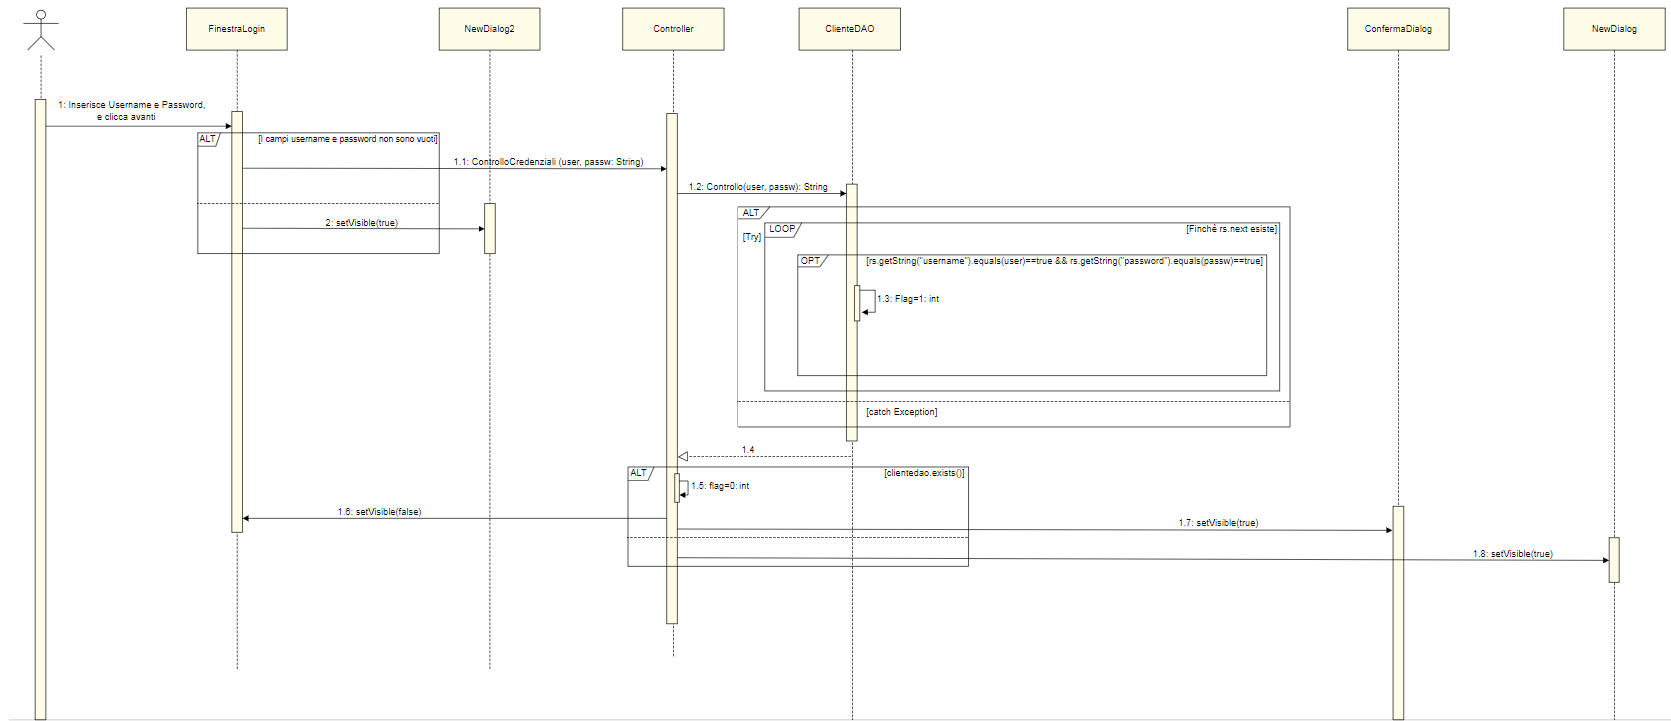 FinestraLogin
NewDialog2
Controller
ClienteDAO
ConfermaDialog
NewDialog
1: Inserisce Username e Password,
e clicca avanti
ALT
[I campi username e password non sono vuoti]
1.1: ControlloCredenziali (user, passw: String)
1.2: Controllo(user, passw): String
ALT
2: setVisible(true)
[Try]
LOOP
[Finchè rs.next esiste]
OPT
[rs.getString("username").equals(user)==true && rs.getString("password").equals(passw)==true]
1.3: Flag=1: int
[catch Exception]
1.4
ALT
[clientedao.exists()]
1.5: flag=0: int
1.6: setVisible(false)
1.7: setVisible(true)
1.8: setVisible(true)